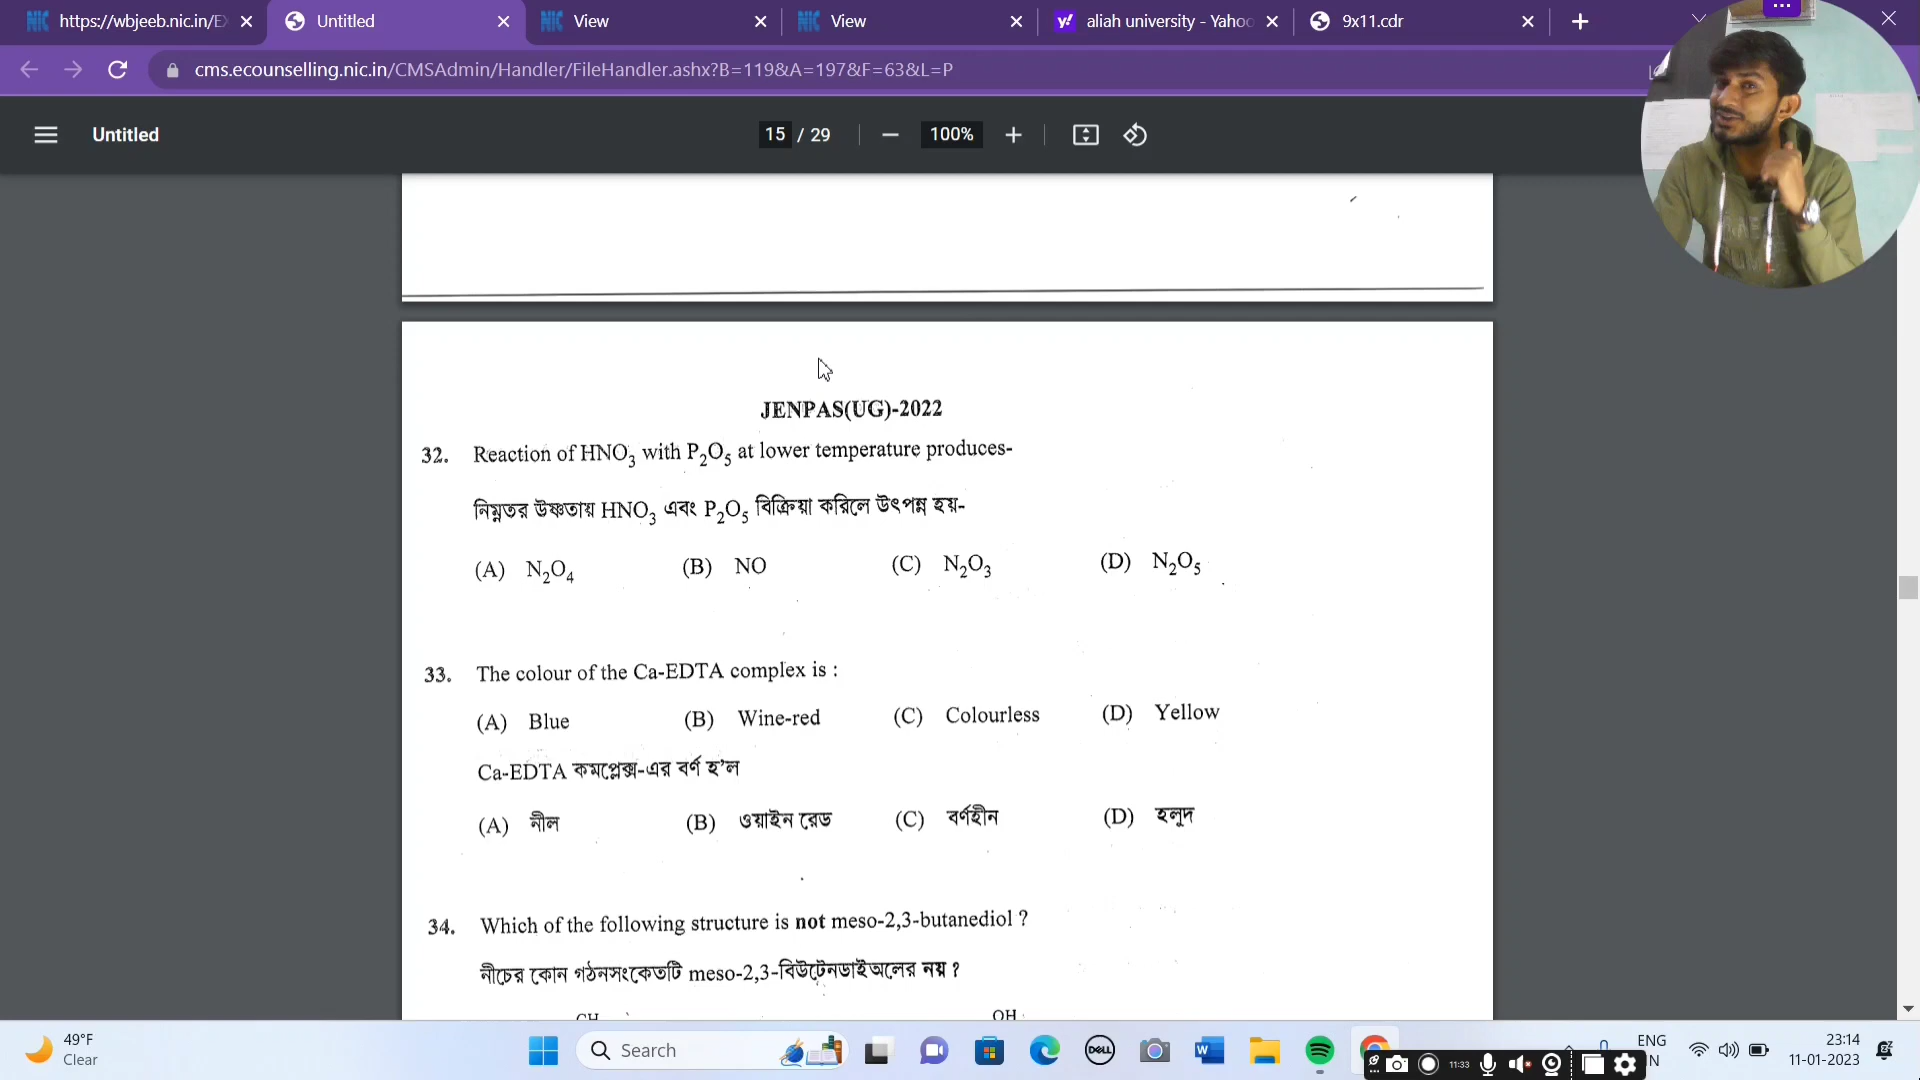 https://wbjeeb.nic.in/E
Untitled
View
View
aliah university - Yahoo
9x11.cdr
cms.ecounselling.nic.in/CMSAdmin/Handler/FileHandler.ashx?B=119&A=197&F=63&L=P
Untitled
15 / 29
100%
JENPAS(UG)-2022
32. Reaction of HNO3 with P2O5 at lower temperature produces-
নিম্নতর উষ্ণতায় HNO3 এবং P2O5 বিক্রিয়া করিলে উৎপন্ন হয়-
(A) N2O4 (B) NO (C) N2O3 (D) N2O5
33. The colour of the Ca-EDTA complex is :
(A) Blue (B) Wine-red (C) Colourless (D) Yellow
Ca-EDTA কমপ্লেক্স-এর বর্ণ হ'ল
(A) নীল (B) ওয়াইন রেড (C) বর্ণহীন (D) হলুদ
34. Which of the following structure is not meso-2,3-butanediol ?
নীচের কোন গঠনসংকেতটি meso-2,3-বিউটেনডাইঅলের নয় ?
OH
49°F
Clear
Search
DELL
11:33
ENG
IN
23:14
11-01-2023